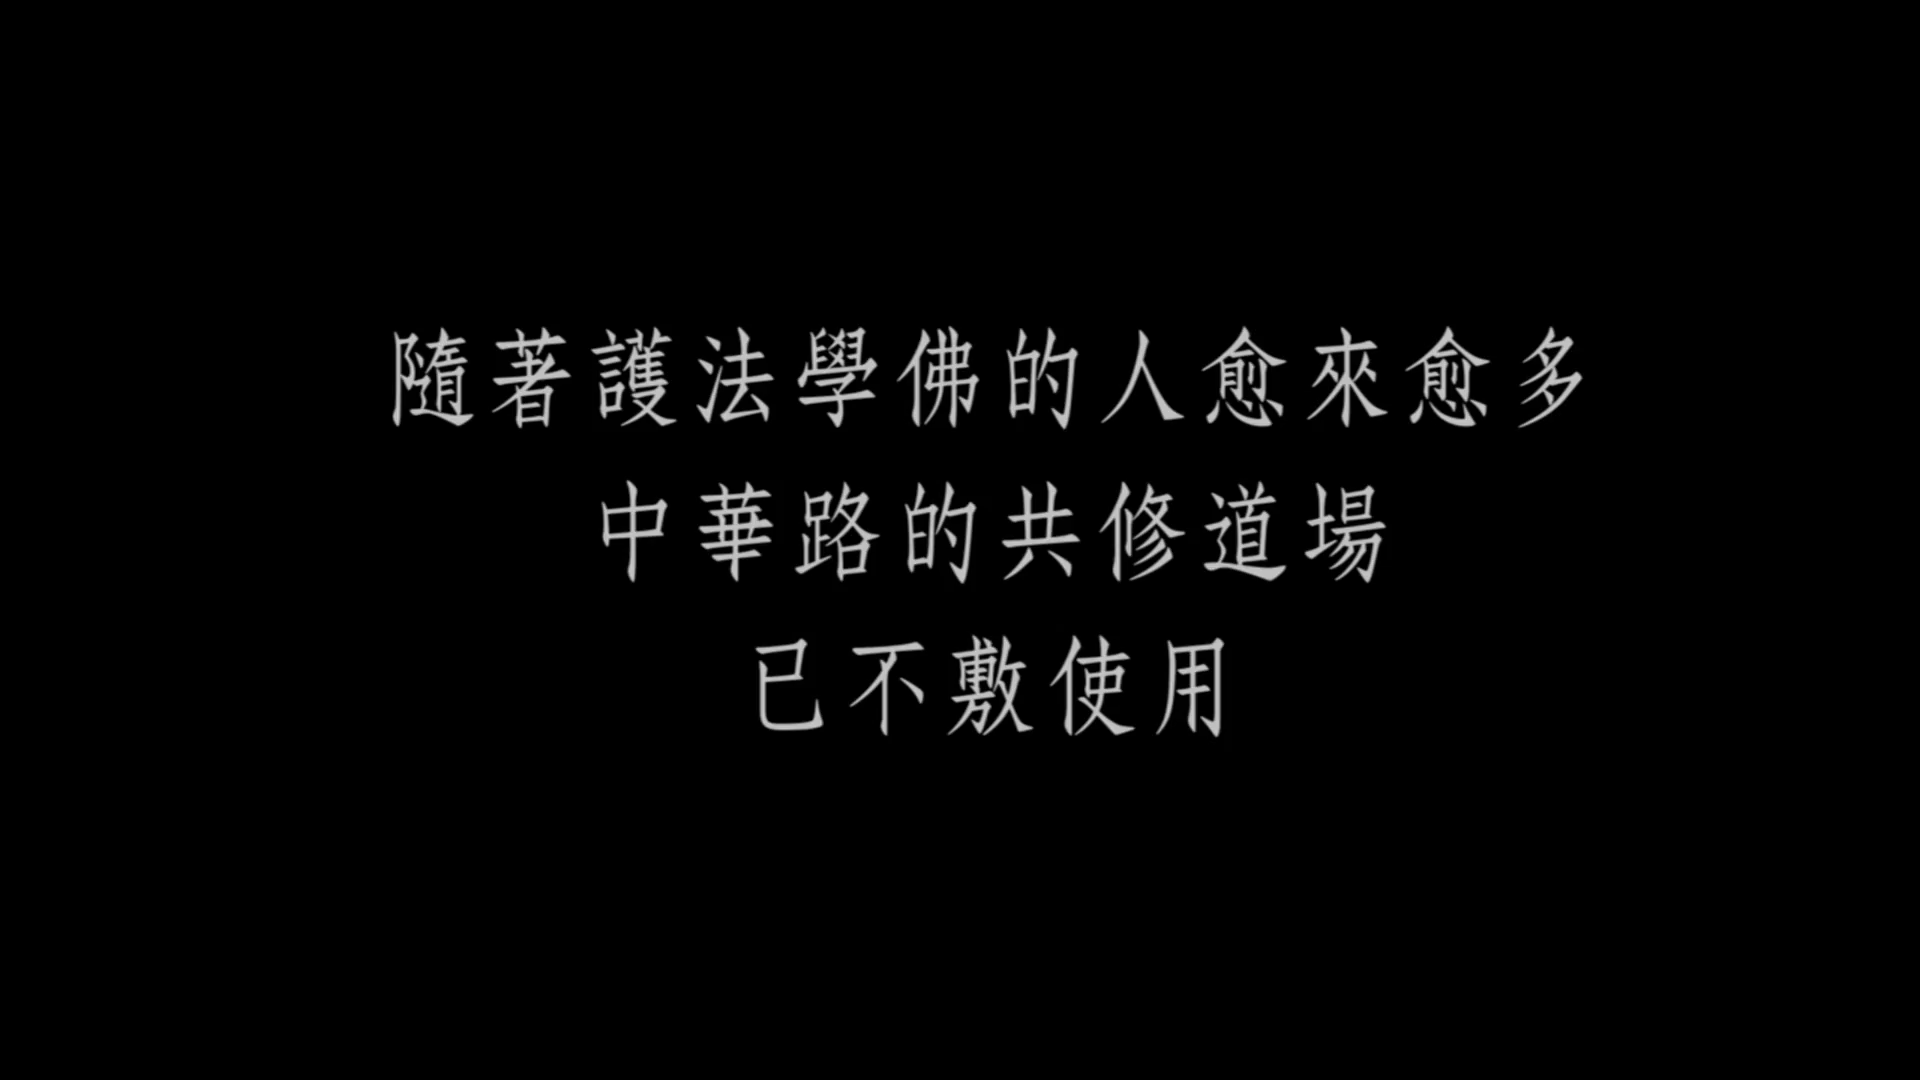 隨著護法學佛的人愈來愈多
中華路的共修道場
已不敷使用